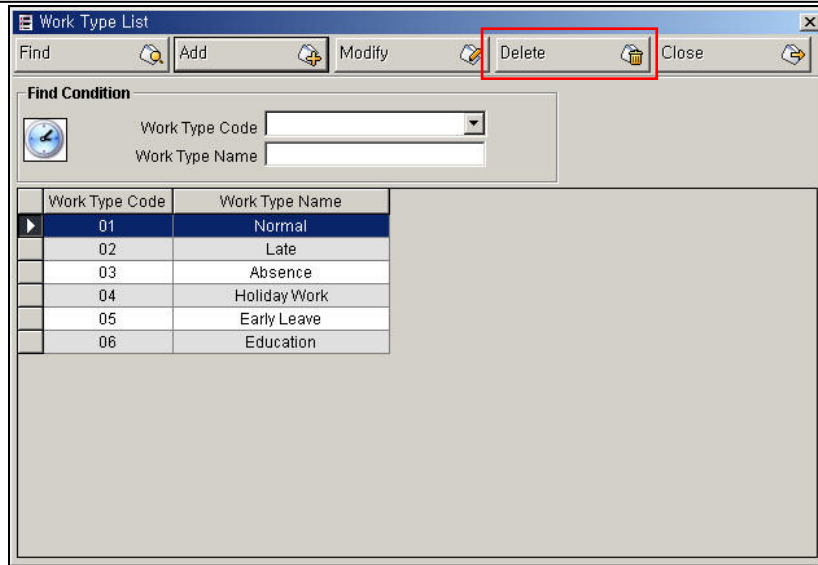 Work Type List
Find Add Modify Delete Close
Find Condition
Work Type Code
Work Type Name
Work Type Code Work Type Name
01 Normal
02 Late
03 Absence
04 Holiday Work
05 Early Leave
06 Education